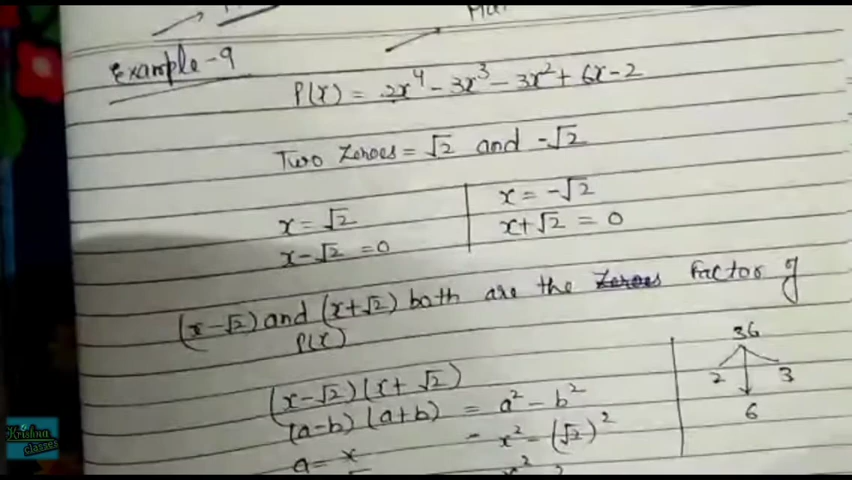 Example-9
P(x) = 2x⁴ - 3x³ - 3x² + 6x - 2
Two Zeroes = √2 and -√2
x = √2
x - √2 = 0
x = -√2
x + √2 = 0
(x-√2) and (x+√2) both are the Zeroes Factor of
P(x)
(x-√2)(x+√2)
(a-b)(a+b) = a² - b²
a = x
= x² - (√2)²
36
2 3
6
Krishna
classes